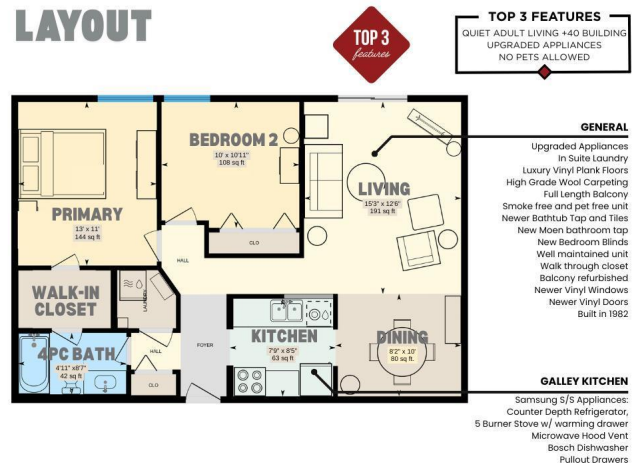 LAYOUT
TOP 3
features
TOP 3 FEATURES
QUIET ADULT LIVING +40 BUILDING
UPGRADED APPLIANCES
NO PETS ALLOWED
BEDROOM 2
10' x 10'11"
108 sq ft
CLO
PRIMARY
13' x 11'
144 sq ft
LIVING
15'3" x 12'6"
191 sq ft
HALL
WALK-IN
CLOSET
LAUNDRY
4PC BATH
4'11" x8'7"
42 sq ft
HALL
CLO
FOYER
KITCHEN
7'9" x 8'5"
63 sq ft
DINING
8'2" x 10'
80 sq ft.
GENERAL
Upgraded Appliances
In Suite Laundry
Luxury Vinyl Plank Floors
High Grade Wool Carpeting
Full Length Balcony
Smoke free and pet free unit
Newer Bathtub Tap and Tiles
New Moen bathroom tap
New Bedroom Blinds
Well maintained unit
Walk through closet
Balcony refurbished
Newer Vinyl Windows
Newer Vinyl Doors
Built in 1982
GALLEY KITCHEN
Samsung S/S Appliances:
Counter Depth Refrigerator,
5 Burner Stove w/ warming drawer
Microwave Hood Vent
Bosch Dishwasher
Pullout Drawers